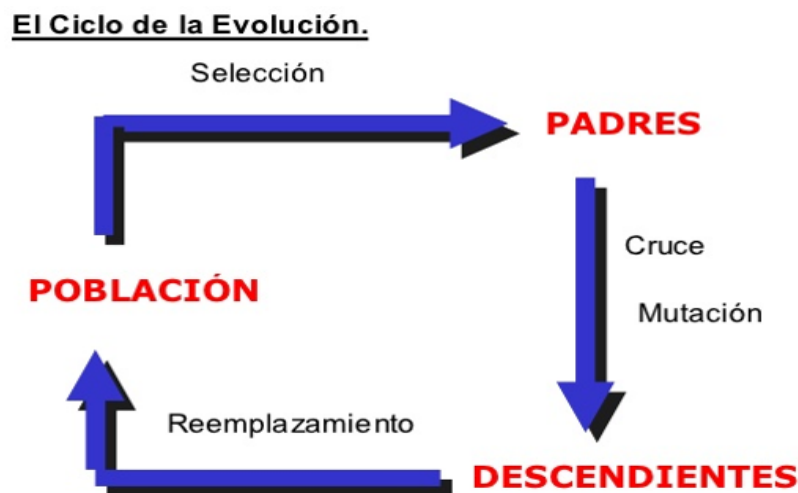 El Ciclo de la Evolución.
Selección
PADRES
Cruce
POBLACIÓN
Mutación
Reemplazamiento
DESCENDIENTES